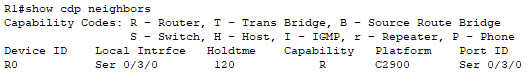 R1#show cdp neighbors
Capability Codes: R - Router, T - Trans Bridge, B - Source Route Bridge
S - Switch, H - Host, I - IGMP, r - Repeater, P - Phone
Device ID Local Intrfce Holdtme Capability Platform Port ID
R0 Ser 0/3/0 120 R C2900 Ser 0/3/0